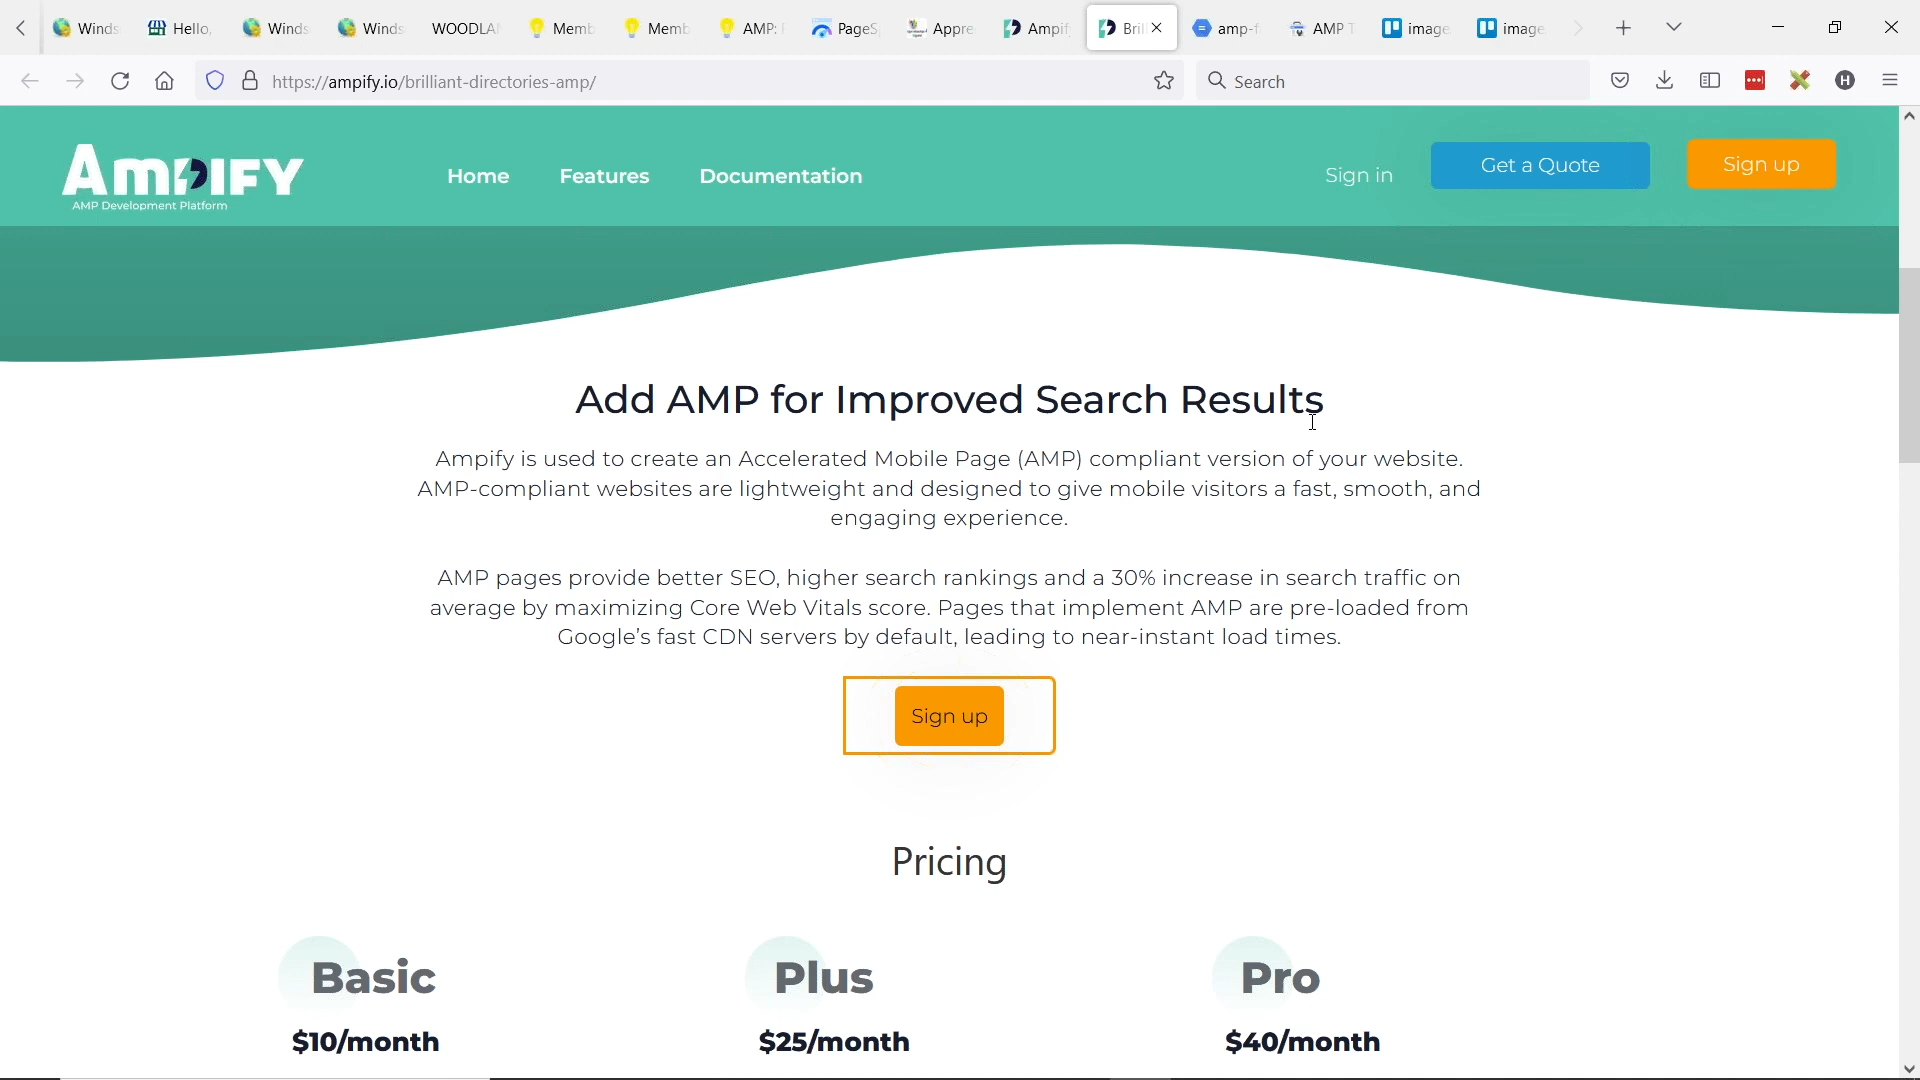 Winds Hello, Winds Winds WOODLA Memb Memb AMP: PageS Appre Ampif Bril amp-f AMP T image image
https://ampify.io/brilliant-directories-amp/
Search
H
AmpIFY
AMP Development Platform
Home Features Documentation Sign in Get a Quote Sign up
Add AMP for Improved Search Results
Ampify is used to create an Accelerated Mobile Page (AMP) compliant version of your website.
AMP-compliant websites are lightweight and designed to give mobile visitors a fast, smooth, and
engaging experience.
AMP pages provide better SEO, higher search rankings and a 30% increase in search traffic on
average by maximizing Core Web Vitals score. Pages that implement AMP are pre-loaded from
Google's fast CDN servers by default, leading to near-instant load times.
Sign up
Pricing
Basic Plus Pro
$10/month $25/month $40/month